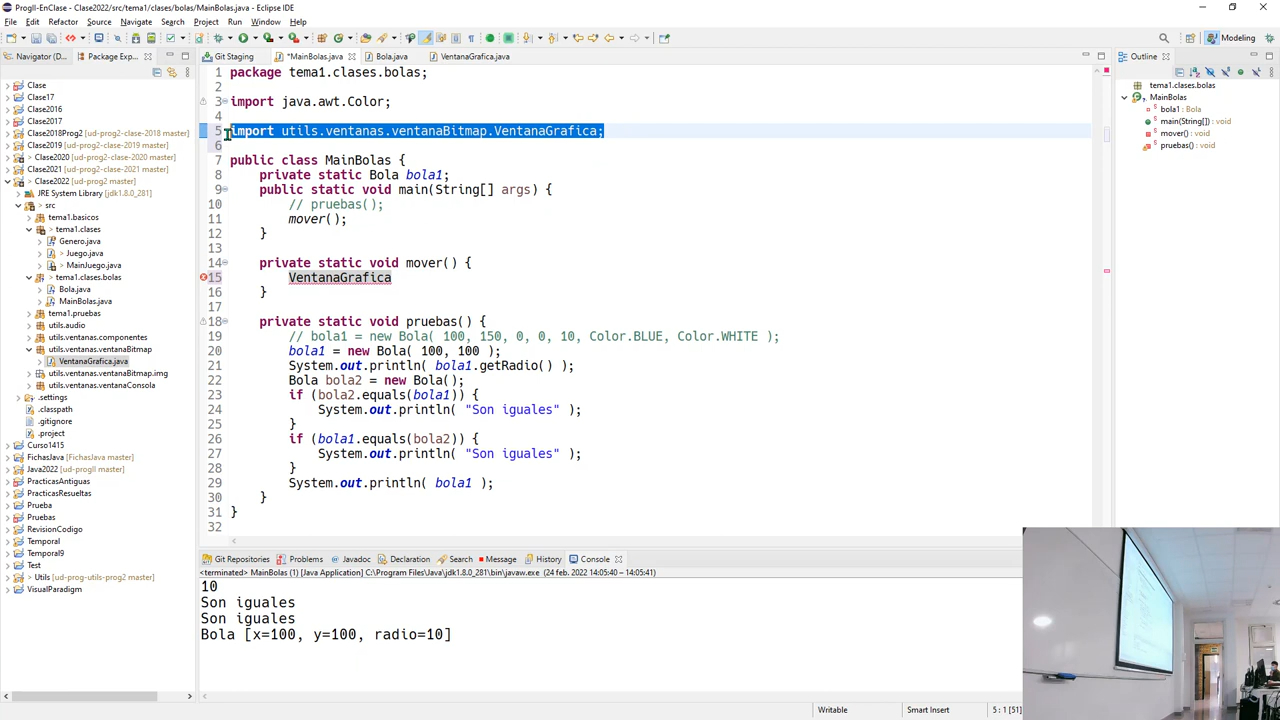 ProgII-EnClase - Clase2022/src/tema1/clases/bolas/MainBolas.java - Eclipse IDE
File Edit Refactor Source Navigate Search Project Run Window Help
Modeling
Navigator (D... Package Exp...
Clase
Clase17
Clase2016
Clase2017
Clase2018Prog2 [ud-prog2-clase-2018 master]
Clase2019 [ud-prog2-clase-2019 master]
> Clase2020 [ud-prog2-clase-2020 master]
Clase2021 [ud-prog2-clase-2021 master]
> Clase2022 [ud-prog2 master]
JRE System Library [jdk1.8.0_281]
> src
tema1.basicos
> tema1.clases
Genero.java
> Juego.java
> MainJuego.java
> tema1.clases.bolas
Bola.java
MainBolas.java
tema1.pruebas
utils.audio
utils.ventanas.componentes
utils.ventanas.ventanaBitmap
VentanaGrafica.java
utils.ventanas.ventanaBitmap.img
utils.ventanas.ventanaConsola
.settings
.classpath
.gitignore
.project
Curso1415
FichasJava [FichasJava master]
Java2022 [ud-progII master]
PracticasAntiguas
PracticasResueltas
Prueba
Pruebas
RevisionCodigo
Temporal
Temporal9
Test
> Utils [ud-prog-utils-prog2 master]
VisualParadigm
Git Staging *MainBolas.java Bola.java VentanaGrafica.java
1 package tema1.clases.bolas;
2
3 import java.awt.Color;
4
5 import utils.ventanas.ventanaBitmap.VentanaGrafica;
6
7 public class MainBolas {
8 private static Bola bola1;
9 public static void main(String[] args) {
10 // pruebas();
11 mover();
12 }
13
14 private static void mover() {
15 VentanaGrafica
16 }
17
18 private static void pruebas() {
19 // bola1 = new Bola( 100, 150, 0, 0, 10, Color.BLUE, Color.WHITE );
20 bola1 = new Bola( 100, 100 );
21 System.out.println( bola1.getRadio() );
22 Bola bola2 = new Bola();
23 if (bola2.equals(bola1)) {
24 System.out.println( "Son iguales" );
25 }
26 if (bola1.equals(bola2)) {
27 System.out.println( "Son iguales" );
28 }
29 System.out.println( bola1 );
30 }
31 }
32
Outline
tema1.clases.bolas
MainBolas
bola1 : Bola
main(String[]) : void
mover() : void
pruebas() : void
Git Repositories Problems Javadoc Declaration Search Message History Console
<terminated> MainBolas (1) [Java Application] C:\Program Files\Java\jdk1.8.0_281\bin\javaw.exe (24 feb. 2022 14:05:40 – 14:05:41)
10
Son iguales
Son iguales
Bola [x=100, y=100, radio=10]
Writable Smart Insert 5 : 1 [51]